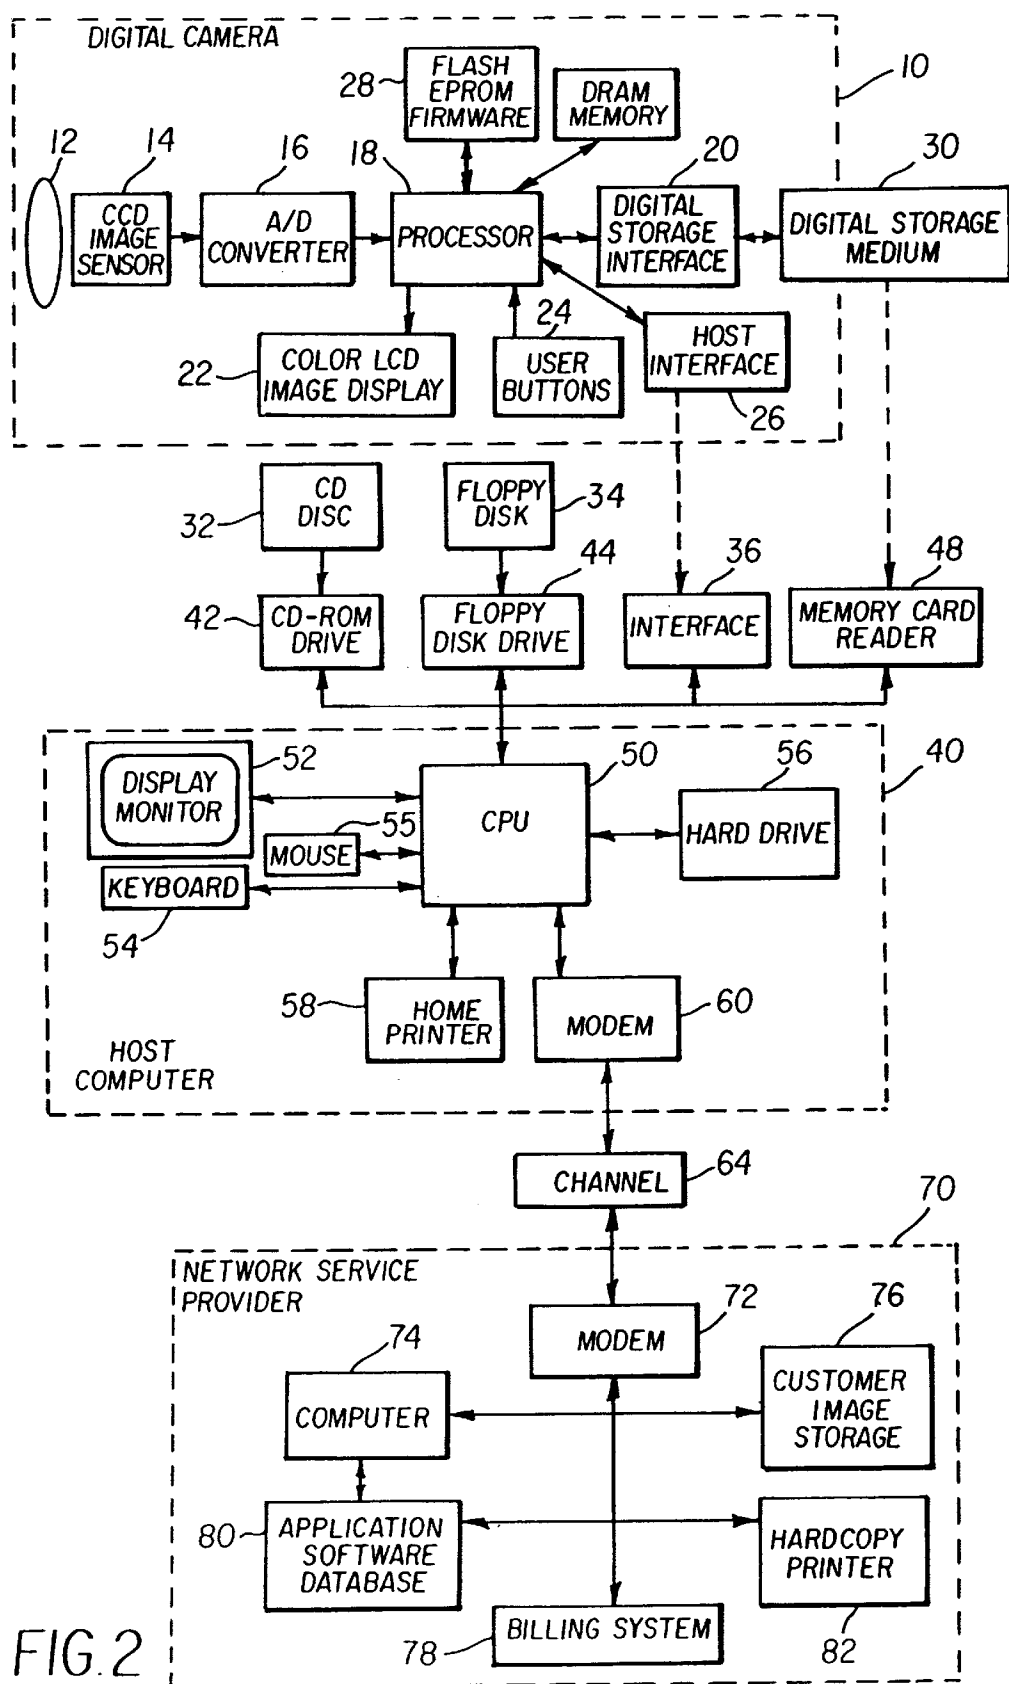 DIGITAL CAMERA
10
28
FLASH
EPROM
FIRMWARE
DRAM
MEMORY
12
14
16
18
20
30
CCD
IMAGE
SENSOR
A/D
CONVERTER
PROCESSOR
DIGITAL
STORAGE
INTERFACE
DIGITAL STORAGE
MEDIUM
22
COLOR LCD
IMAGE DISPLAY
24
USER
BUTTONS
HOST
INTERFACE
26
32
CD
DISC
FLOPPY
DISK
34
42
CD-ROM
DRIVE
44
FLOPPY
DISK DRIVE
36
INTERFACE
48
MEMORY CARD
READER
52
DISPLAY
MONITOR
50
CPU
56
HARD DRIVE
40
55
MOUSE
KEYBOARD
54
58
HOME
PRINTER
60
MODEM
HOST
COMPUTER
CHANNEL
64
70
NETWORK SERVICE
PROVIDER
72
MODEM
74
COMPUTER
76
CUSTOMER
IMAGE
STORAGE
80
APPLICATION
SOFTWARE
DATABASE
HARDCOPY
PRINTER
82
78
BILLING SYSTEM
FIG.2